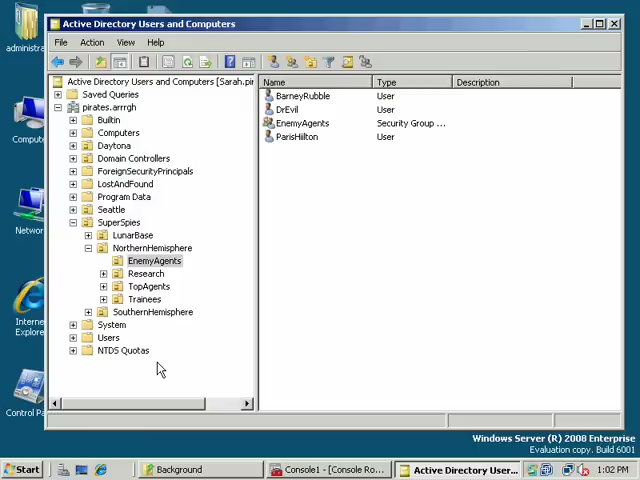 administra
Active Directory Users and Computers
File Action View Help
Active Directory Users and Computers [Sarah.pir
Name Type Description
Saved Queries
pirates.arrrgh
Builtin
Computers
Daytona
Domain Controllers
ForeignSecurityPrincipals
LostAndFound
Program Data
Seattle
SuperSpies
LunarBase
NorthernHemisphere
EnemyAgents
Research
TopAgents
Trainees
SouthernHemisphere
System
Users
NTDS Quotas
BarneyRubble User
DrEvil User
EnemyAgents Security Group ...
ParisHilton User
Compute
Network
Internet
Explorer
Control Pa
Windows Server (R) 2008 Enterprise
Evaluation copy. Build 6001
Start Background Console1 - [Console Ro... Active Directory User... 1:02 PM